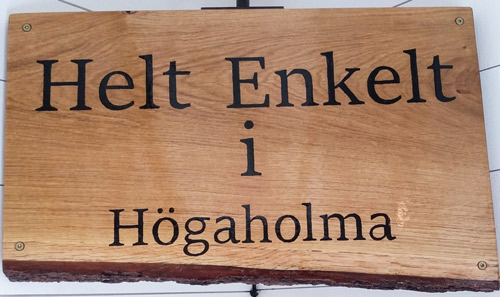 Helt Enkelt
i
Högaholma